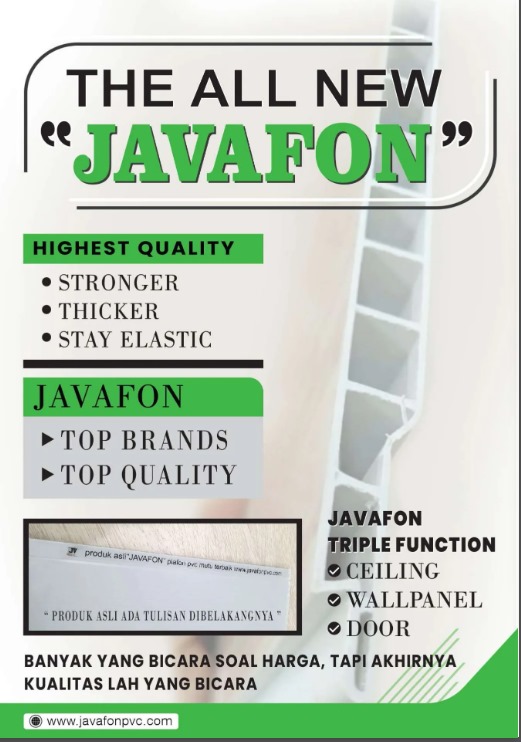 THE ALL NEW
“JAVAFON”
HIGHEST QUALITY
• STRONGER
• THICKER
• STAY ELASTIC
JAVAFON
▶ TOP BRANDS
▶ TOP QUALITY
JAVAFON
TRIPLE FUNCTION
CEILING
WALLPANEL
DOOR
produk asli"JAVAFON" plafon pvc mutu terbaik www.javafonpvc.com
“ PRODUK ASLI ADA TULISAN DIBELAKANGNYA ”
BANYAK YANG BICARA SOAL HARGA, TAPI AKHIRNYA
KUALITAS LAH YANG BICARA
www.javafonpvc.com